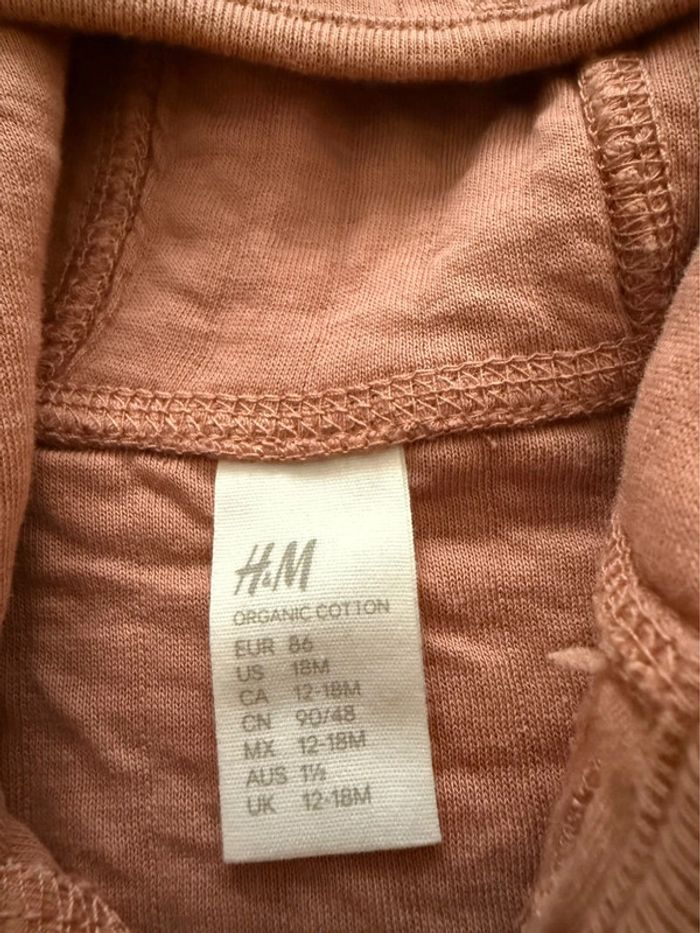 H&M
ORGANIC COTTON
EUR 86
US 18M
CA 12-18M
CN 90/48
MX 12-18M
AUS 1½
UK 12-18M